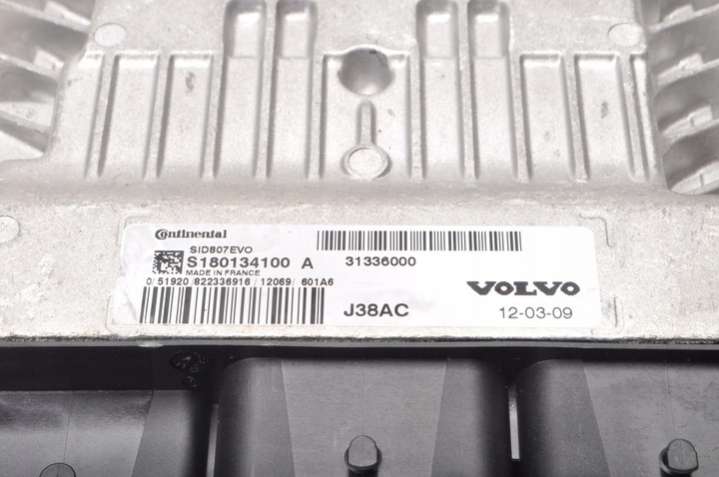 Continental
SID807EVO
S180134100 A
MADE IN FRANCE
0/51920/822336916/12069/601A6
31336000
VOLVO
J38AC
12-03-09